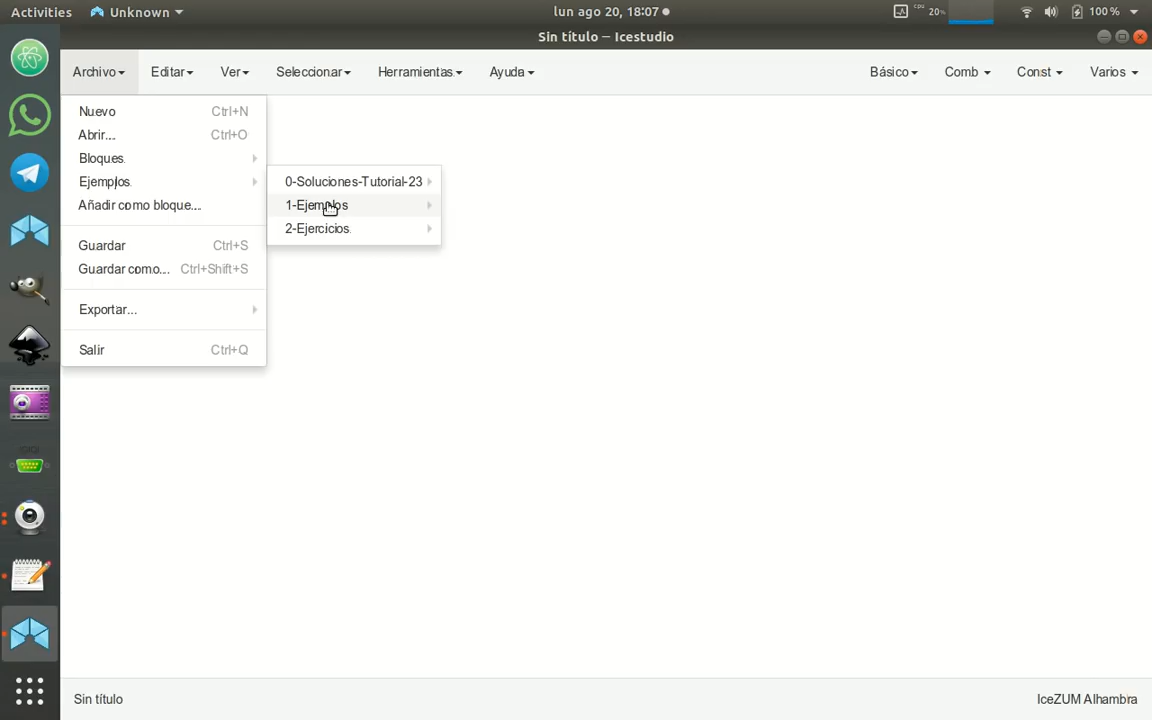 Activities Unknown lun ago 20, 18:07 cpu 20% 100 %
Sin título – Icestudio
Archivo Editar Ver Seleccionar Herramientas Ayuda Básico Comb Const Varios
Nuevo Ctrl+N
Abrir... Ctrl+O
Bloques
Ejemplos
Añadir como bloque...
Guardar Ctrl+S
Guardar como... Ctrl+Shift+S
Exportar...
Salir Ctrl+Q
0-Soluciones-Tutorial-23
1-Ejemplos
2-Ejercicios
Sin título IceZUM Alhambra